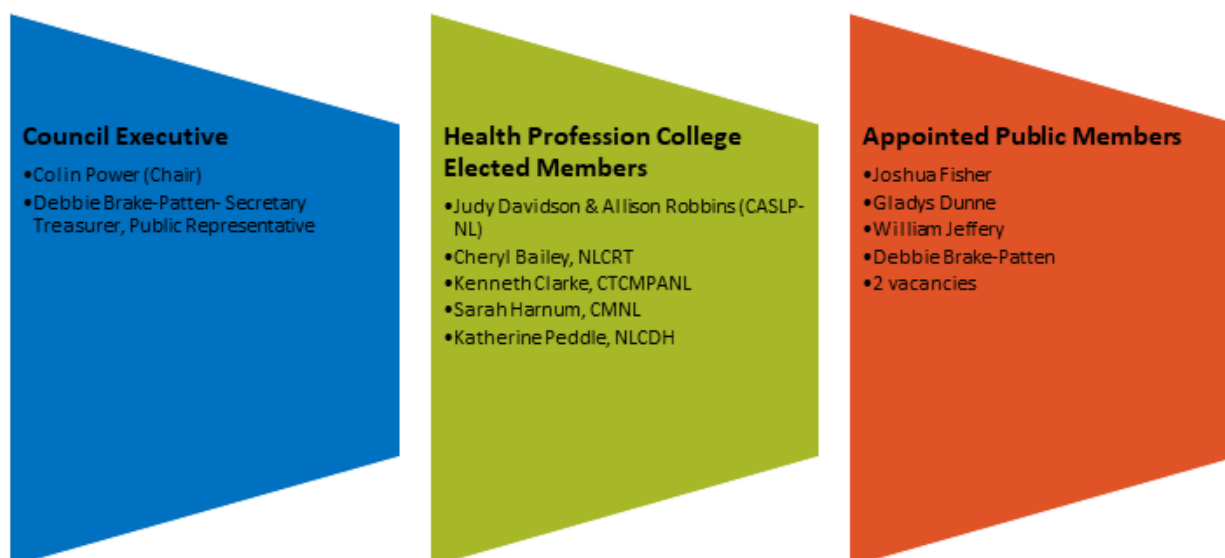 Council Executive
•Colin Power (Chair)
•Debbie Brake-Patten- Secretary
Treasurer, Public Representative
Health Profession College
Elected Members
•Judy Davidson & Allison Robbins (CASLP-
NL)
•Cheryl Bailey, NLCRT
•Kenneth Clarke, CTCMPANL
•Sarah Harnum, CMNL
•Katherine Peddle, NLCDH
Appointed Public Members
•Joshua Fisher
•Gladys Dunne
•William Jeffery
•Debbie Brake-Patten
•2 vacancies